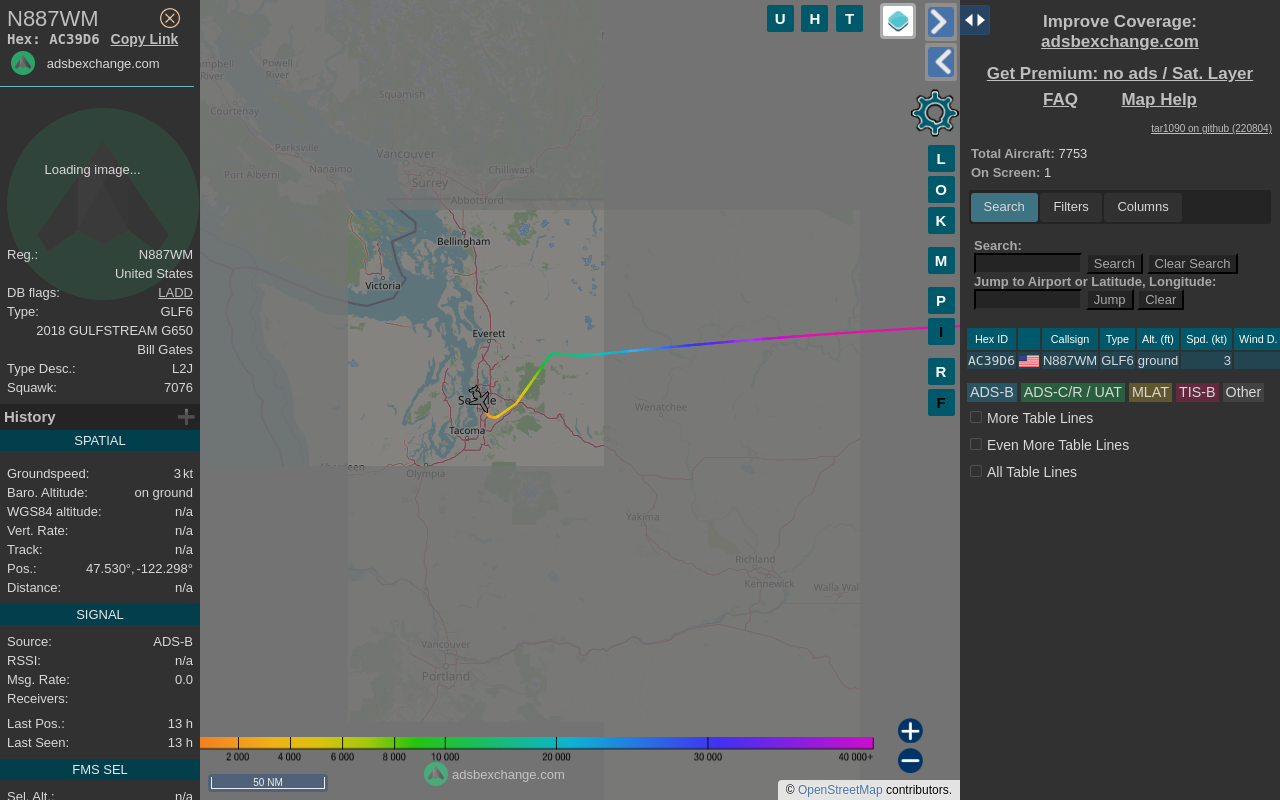 N887WM
Hex: AC39D6 Copy Link
adsbexchange.com
Loading image...
Reg.: N887WM
United States
DB flags: LADD
Type: GLF6
2018 GULFSTREAM G650
Bill Gates
Type Desc.: L2J
Squawk: 7076
History
SPATIAL
Groundspeed: 3 kt
Baro. Altitude: on ground
WGS84 altitude: n/a
Vert. Rate: n/a
Track: n/a
Pos.: 47.530°, -122.298°
Distance: n/a
SIGNAL
Source: ADS-B
RSSI: n/a
Msg. Rate: 0.0
Receivers:
Last Pos.: 13 h
Last Seen: 13 h
FMS SEL
Sel. Alt.: n/a
U H T
L
O
K
M
P
I
R
F
River
Powell
River
Squamish
Courtenay
Parksville
Vancouver
Port Alberni
Nanaimo
Surrey
Chilliwack
Abbotsford
Bellingham
Victoria
Everett
Tacoma
Olympia
Wenatchee
Yakima
Richland
Kennewick
Walla Wal
Vancouver
Portland
2 000 4 000 6 000 8 000 10 000 20 000 30 000 40 000+
adsbexchange.com
50 NM
© OpenStreetMap contributors.
Improve Coverage:
adsbexchange.com
Get Premium: no ads / Sat. Layer
FAQ Map Help
tar1090 on github (220804)
Total Aircraft: 7753
On Screen: 1
Search Filters Columns
Search:
Search Clear Search
Jump to Airport or Latitude, Longitude:
Jump Clear
Hex ID Callsign Type Alt. (ft) Spd. (kt) Wind D.
AC39D6 N887WM GLF6 ground 3
ADS-B ADS-C/R / UAT MLAT TIS-B Other
More Table Lines
Even More Table Lines
All Table Lines